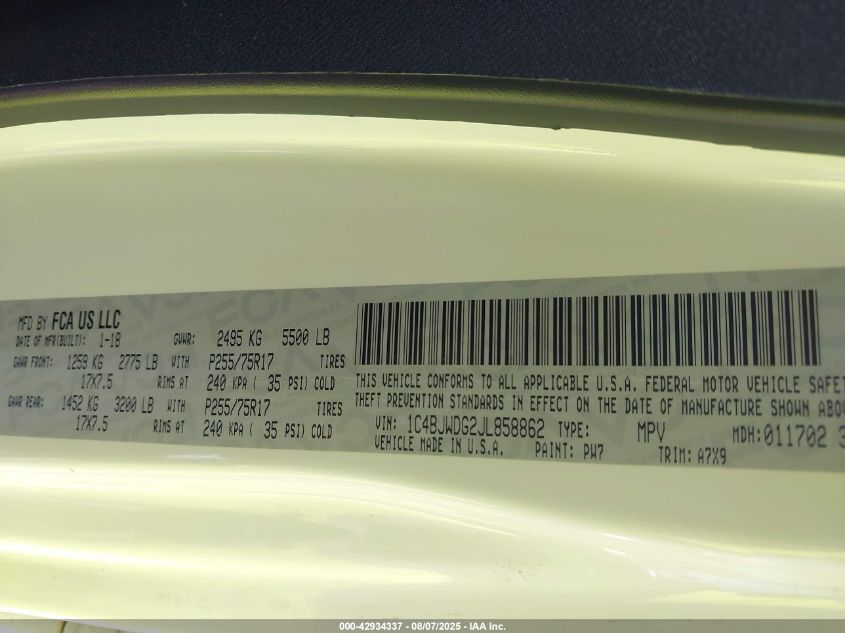 MFD BY FCA US LLC
DATE OF MFR(BUILT): 1-18 GVWR: 2495 KG 5500 LB
GAWR FRONT: 1259 KG 2775 LB WITH P255/75R17 TIRES
17X7.5 RIMS AT 240 KPA ( 35 PSI) COLD
GAWR REAR: 1452 KG 3200 LB WITH P255/75R17 TIRES
17X7.5 RIMS AT 240 KPA ( 35 PSI) COLD
THIS VEHICLE CONFORMS TO ALL APPLICABLE U.S.A. FEDERAL MOTOR VEHICLE SAFET
THEFT PREVENTION STANDARDS IN EFFECT ON THE DATE OF MANUFACTURE SHOWN ABOV
VIN: 1C4BJWDG2JL858862 TYPE: MPV MDH:011702 3
VEHICLE MADE IN U.S.A. PAINT: PW7 TRIM: A7X9
000-42934337 - 08/07/2025 - IAA Inc.